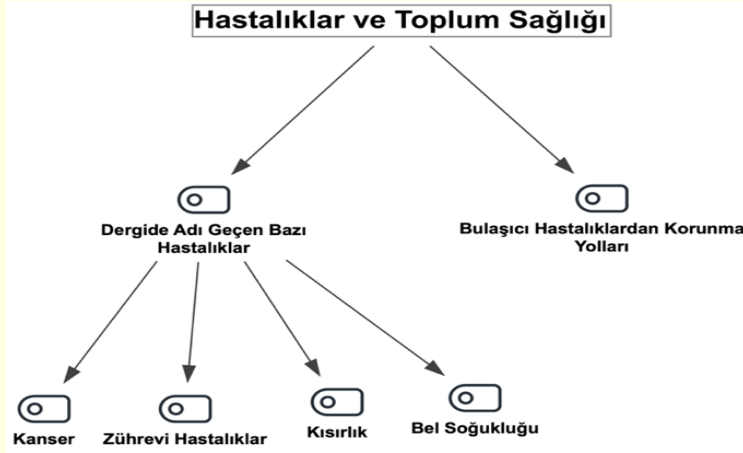 Hastalıklar ve Toplum Sağlığı
Dergide Adı Geçen Bazı
Hastalıklar
Bulaşıcı Hastalıklardan Korunma
Yolları
Kanser
Zührevi Hastalıklar
Kısırlık
Bel Soğukluğu